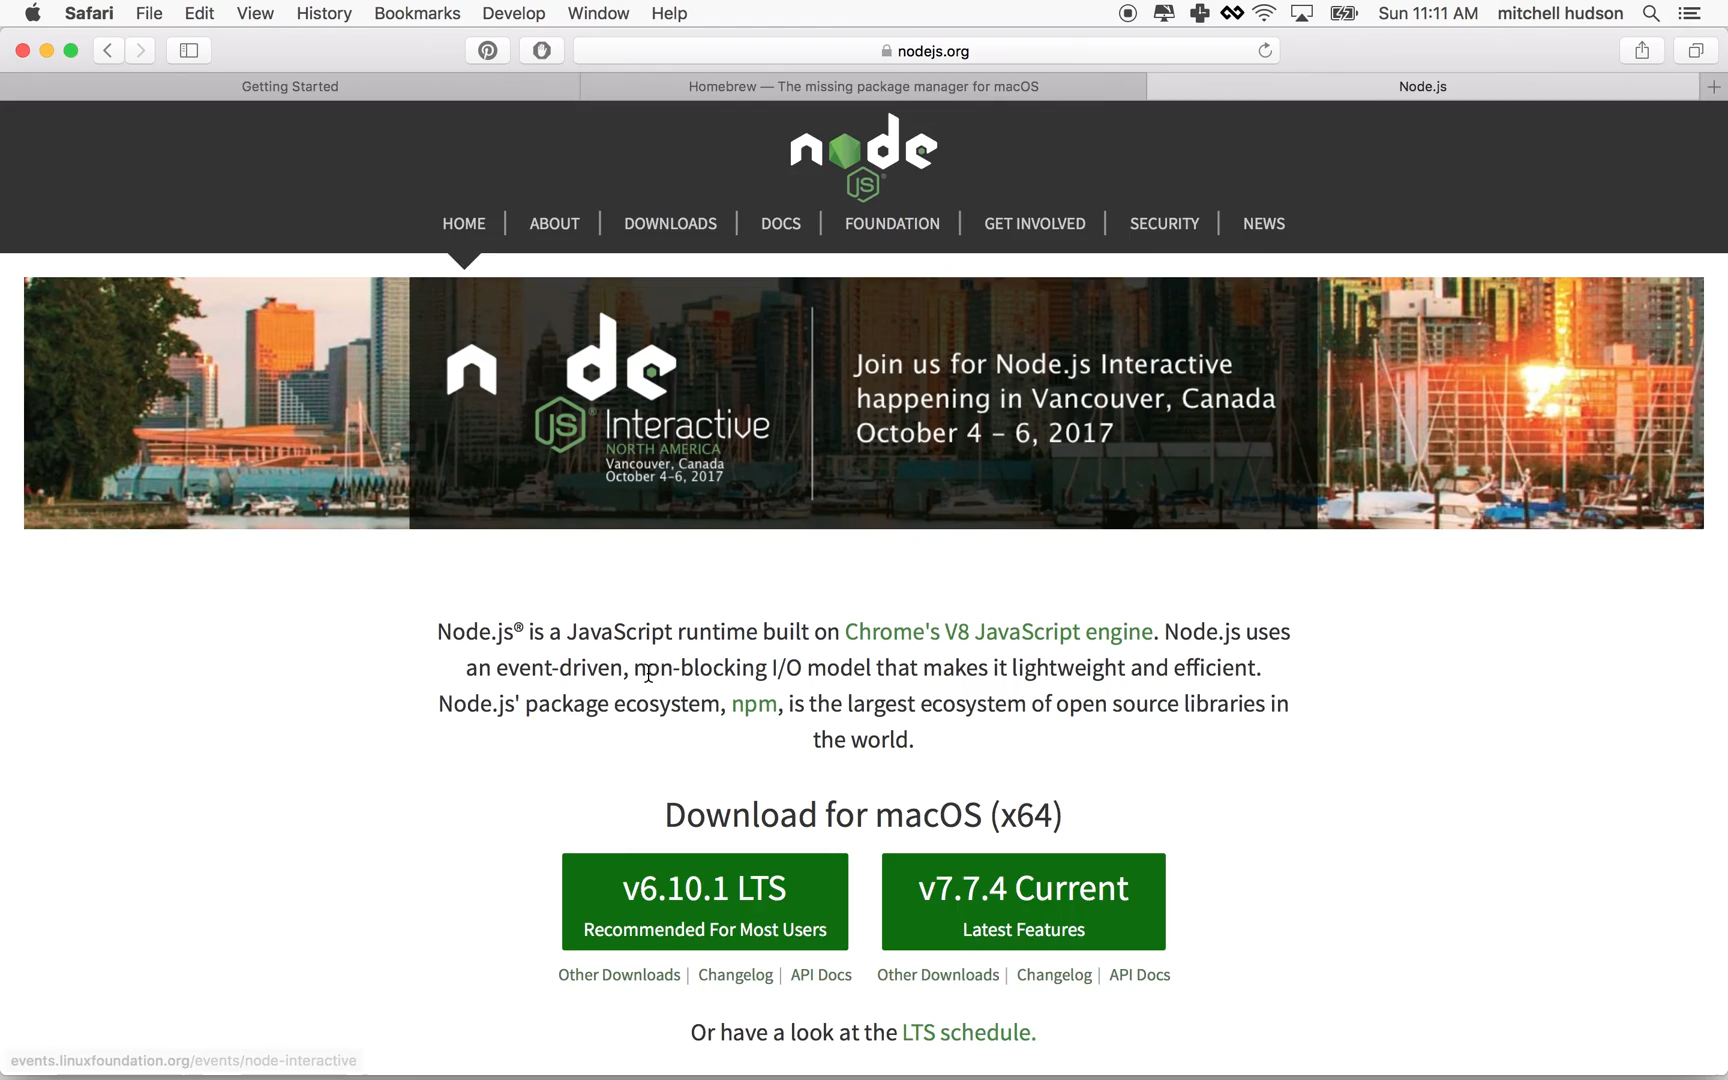 Safari File Edit View History Bookmarks Develop Window Help Sun 11:11 AM mitchell hudson
nodejs.org
Getting Started Homebrew — The missing package manager for macOS Node.js
node
JS
HOME ABOUT DOWNLOADS DOCS FOUNDATION GET INVOLVED SECURITY NEWS
n de
JS Interactive
NORTH AMERICA
Vancouver, Canada
October 4-6, 2017
Join us for Node.js Interactive
happening in Vancouver, Canada
October 4 – 6, 2017
Node.js® is a JavaScript runtime built on Chrome's V8 JavaScript engine. Node.js uses
an event-driven, non-blocking I/O model that makes it lightweight and efficient.
Node.js' package ecosystem, npm, is the largest ecosystem of open source libraries in
the world.
Download for macOS (x64)
v6.10.1 LTS
Recommended For Most Users
v7.7.4 Current
Latest Features
Other Downloads | Changelog | API Docs Other Downloads | Changelog | API Docs
Or have a look at the LTS schedule.
events.linuxfoundation.org/events/node-interactive